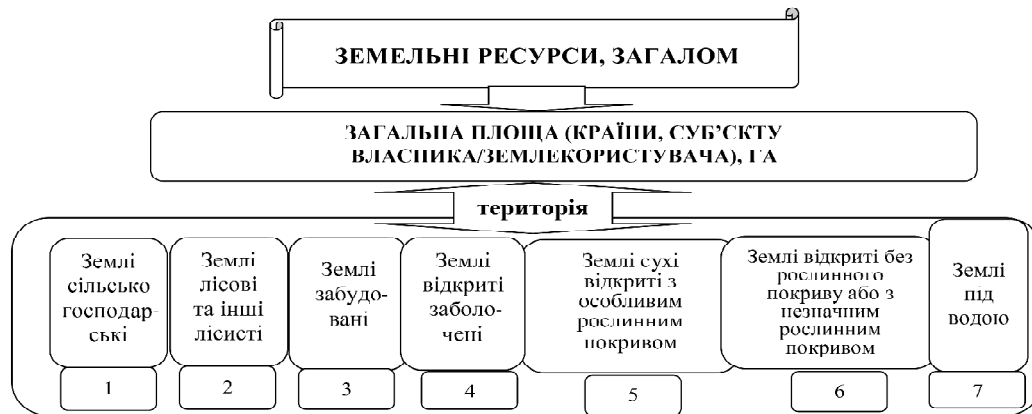 ЗЕМЕЛЬНІ РЕСУРСИ, ЗАГАЛОМ
ЗАГАЛЬНА ПЛОЩА (КРАЇНИ, СУБ’ЄКТУ
ВЛАСНИКА/ЗЕМЛЕКОРИСТУВАЧА), ГА
територія
Землі
сільсько
господар-
ські
1
Землі
лісові
та інші
лісисті
2
Землі
забудо-
вані
3
Землі
відкриті
заболо-
чені
4
Землі сухі
відкриті з
особливим
рослинним
покривом
5
Землі відкриті без
рослинного
покриву або з
незначним
рослинним
покривом
6
Землі
під
водою
7